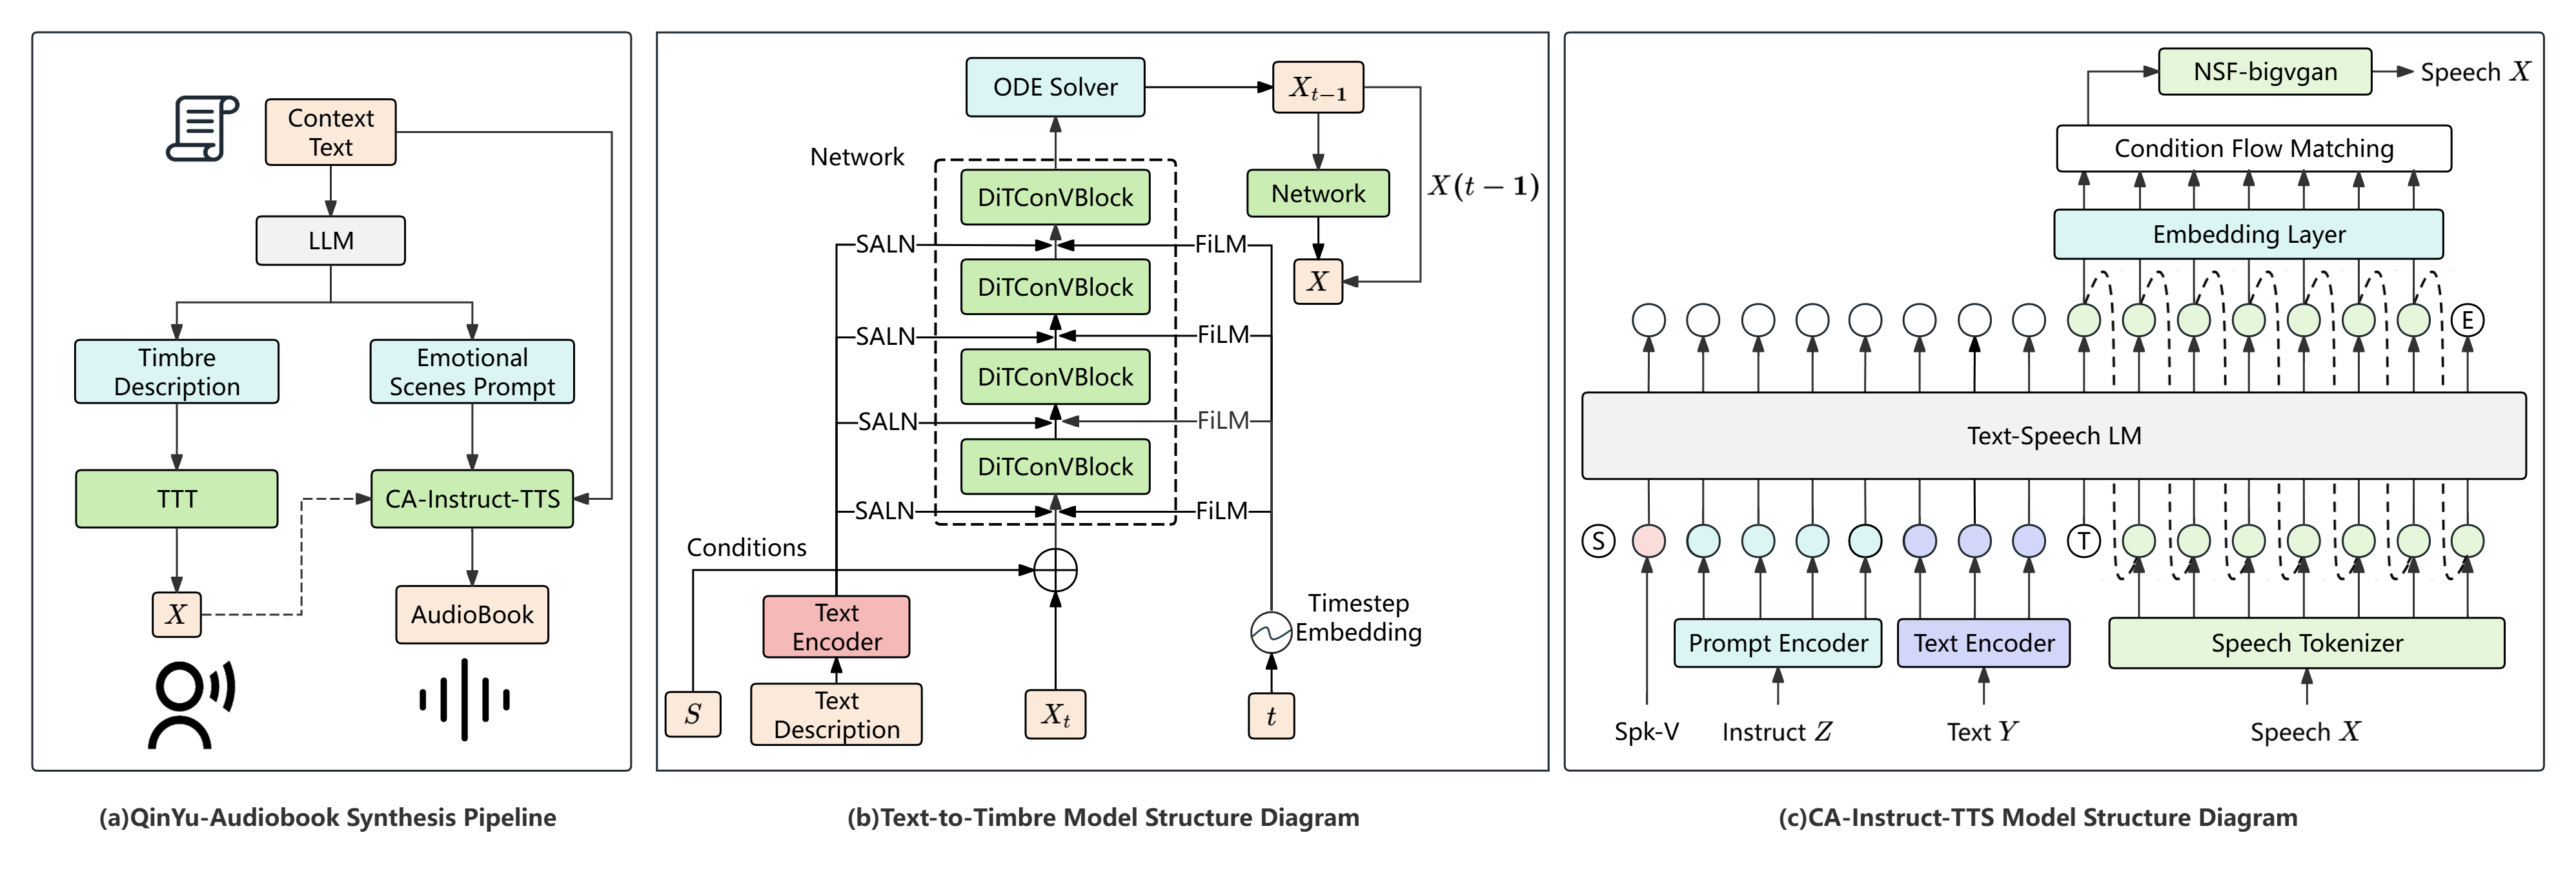 Context
Text
LLM
Timbre
Description
Emotional
Scenes Prompt
TTT
CA-Instruct-TTS
X
AudioBook
(a)QinYu-Audiobook Synthesis Pipeline
ODE Solver
X_{t−1}
Network
DiTConVBlock
Network
X(t − 1)
SALN
FiLM
DiTConVBlock
X
SALN
FiLM
DiTConVBlock
SALN
FiLM
DiTConVBlock
SALN
FiLM
Conditions
Text
Encoder
Timestep
Embedding
S
Text
Description
X_t
t
(b)Text-to-Timbre Model Structure Diagram
NSF-bigvgan
Speech X
Condition Flow Matching
Embedding Layer
E
Text-Speech LM
S
T
Prompt Encoder
Text Encoder
Speech Tokenizer
Spk-V
Instruct Z
Text Y
Speech X
(c)CA-Instruct-TTS Model Structure Diagram